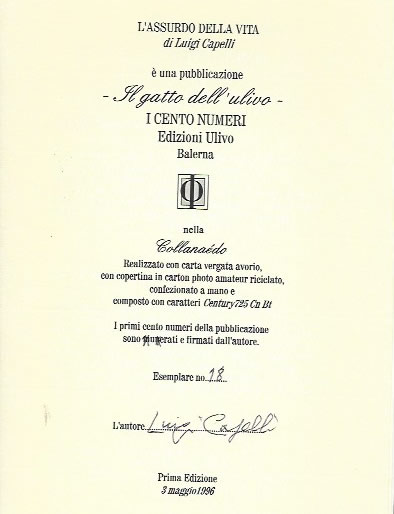 L'ASSURDO DELLA VITA
di Luigi Capelli
è una pubblicazione
- Il gatto dell'ulivo -
I CENTO NUMERI
Edizioni Ulivo
Balerna
nella
Collanaédo
Realizzato con carta vergata avorio,
con copertina in carton photo amateur riciclato,
confezionato a mano e
composto con caratteri Century725 Cn Bt
I primi cento numeri della pubblicazione
sono numerati e firmati dall'autore.
Esemplare no. 18
L'autore Luigi Capelli
Prima Edizione
3 maggio 1996